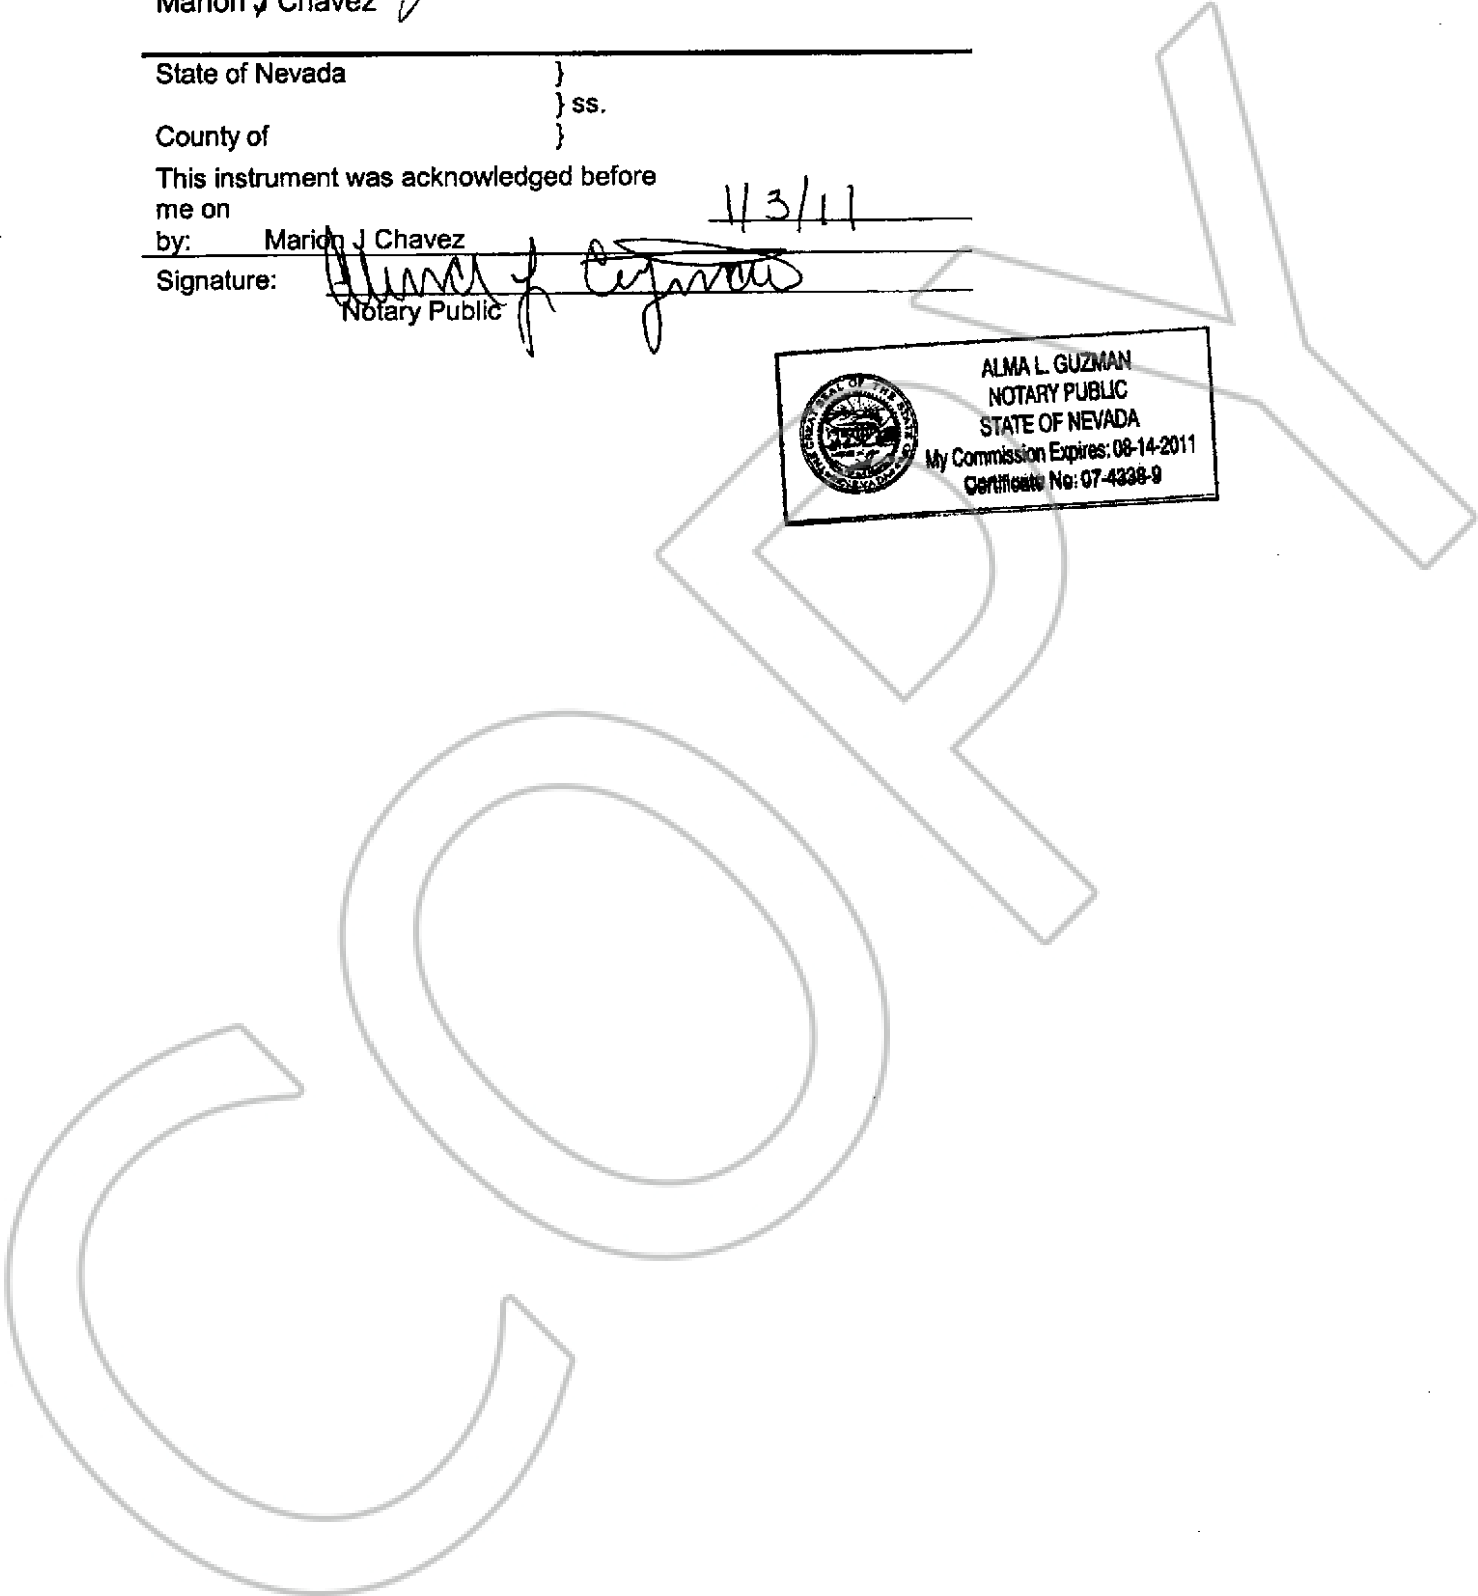 Marion J Chavez
State of Nevada }
} ss.
County of }
This instrument was acknowledged before
me on 1/3/11
by: Marion J Chavez
Signature:
Notary Public
ALMA L. GUZMAN
NOTARY PUBLIC
STATE OF NEVADA
My Commission Expires: 08-14-2011
Certificate No: 07-4338-9
COPY